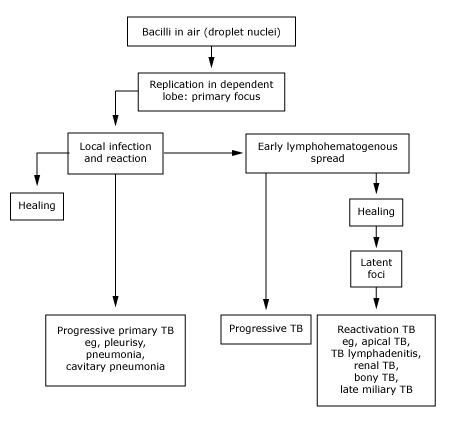 Bacilli in air (droplet nuclei)
Replication in dependent
lobe: primary focus
Local infection
and reaction
Early lymphohematogenous
spread
Healing
Healing
Latent
foci
Progressive primary TB
eg, pleurisy,
pneumonia,
cavitary pneumonia
Progressive TB
Reactivation TB
eg, apical TB,
TB lymphadenitis,
renal TB,
bony TB,
late miliary TB